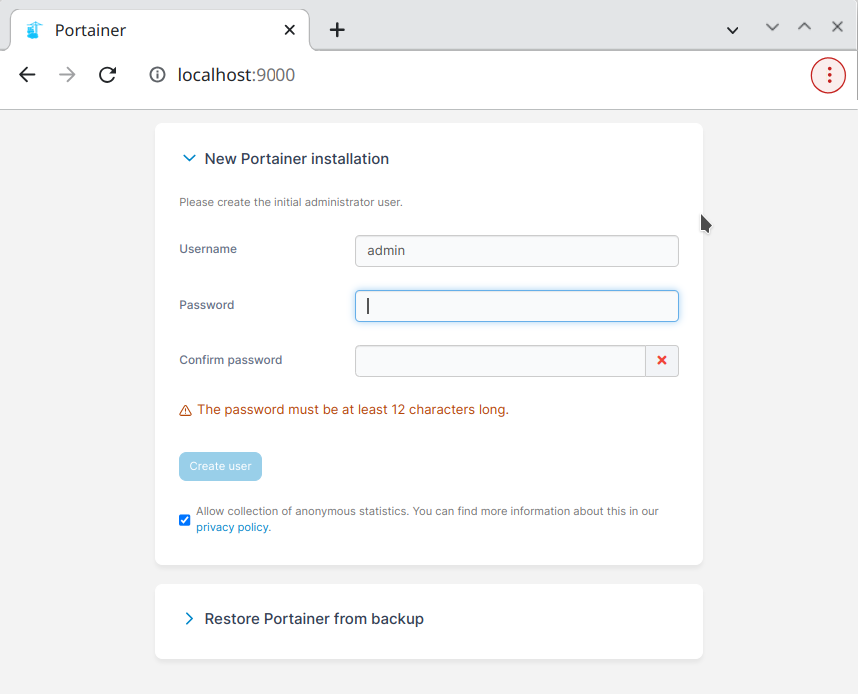 Portainer
localhost:9000
New Portainer installation
Please create the initial administrator user.
Username
admin
Password
Confirm password
The password must be at least 12 characters long.
Create user
Allow collection of anonymous statistics. You can find more information about this in our
privacy policy.
Restore Portainer from backup